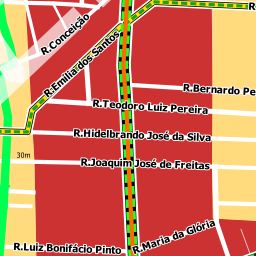 R
R.Conceição
R.Emília dos Santos
R.Bernardo Pe
R.Teodoro Luiz Pereira
R.Hidelbrando José da Silva
30m
R.Joaquim José de Freitas
R.Maria da Glória
R.Luiz Bonifácio Pinto